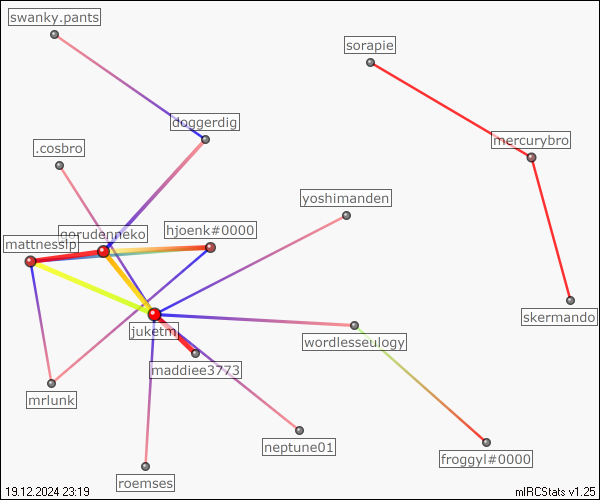 swanky.pants
sorapie
doggerdig
mercurybro
.cosbro
yoshimanden
gorudenneko
hjoenk#0000
mattnesslp
skermando
juketm
wordlesseulogy
maddiee3773
mrlunk
neptune01
froggyl#0000
roemses
19.12.2024 23:19
mIRCStats v1.25